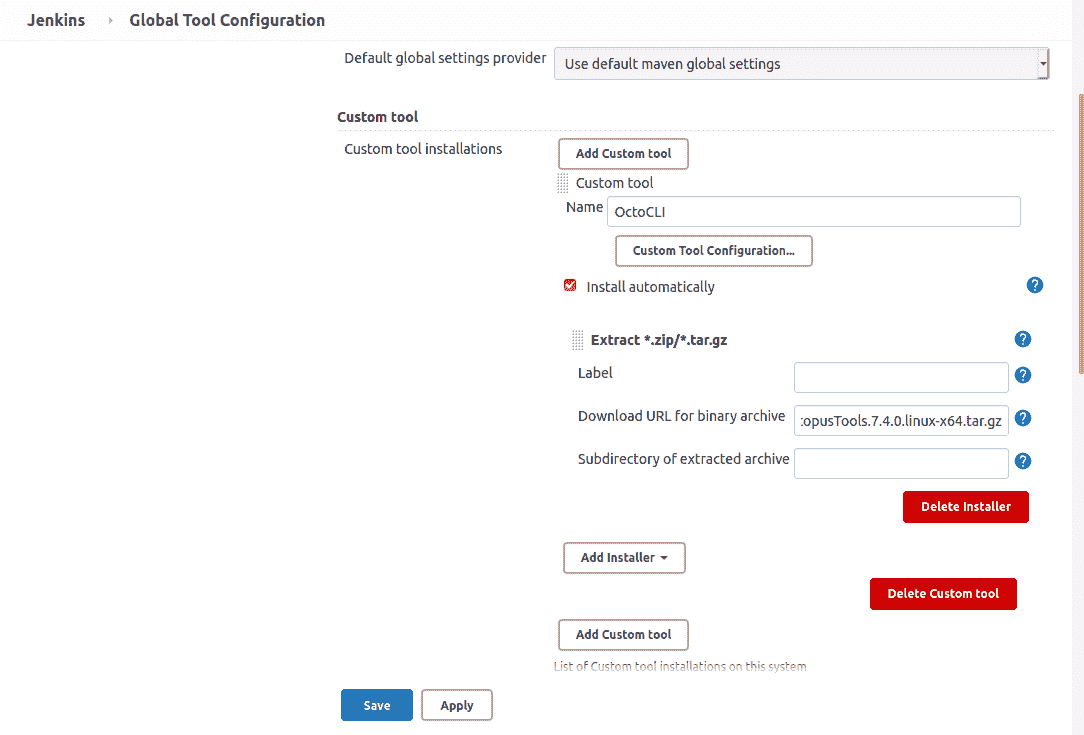 Jenkins › Global Tool Configuration
Default global settings provider Use default maven global settings
Custom tool
Custom tool installations Add Custom tool
Custom tool
Name OctoCLI
Custom Tool Configuration...
Install automatically ?
Extract *.zip/*.tar.gz ?
Label ?
Download URL for binary archive :opusTools.7.4.0.linux-x64.tar.gz ?
Subdirectory of extracted archive ?
Delete Installer
Add Installer
Delete Custom tool
Add Custom tool
List of Custom tool installations on this system
Save Apply